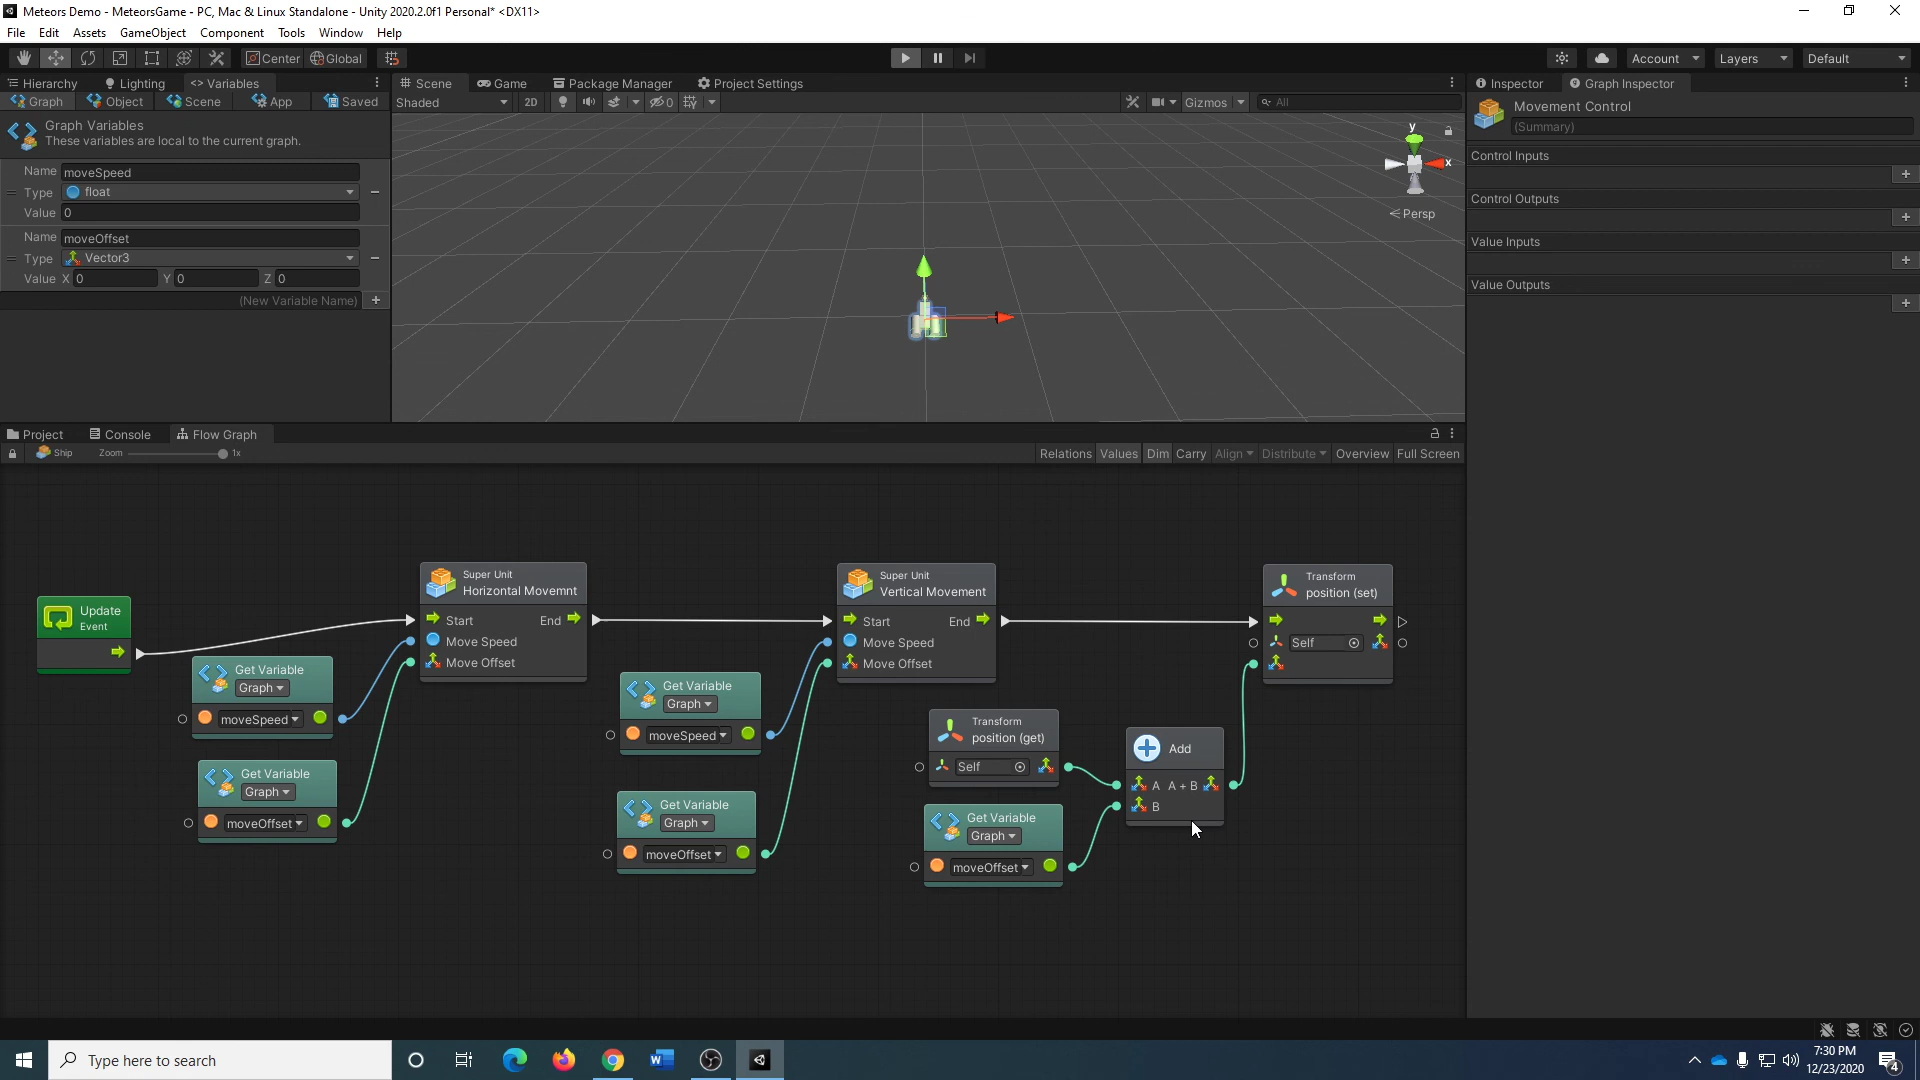 Meteors Demo - MeteorsGame - PC, Mac & Linux Standalone - Unity 2020.2.0f1 Personal* <DX11>
File Edit Assets GameObject Component Tools Window Help
Center Global
Account Layers Default
Hierarchy Lighting Variables
Graph Object Scene App Saved
Graph Variables
These variables are local to the current graph.
Name moveSpeed
Type float
Value 0
Name moveOffset
Type Vector3
Value X 0 Y 0 Z 0
(New Variable Name)
Scene Game Package Manager Project Settings
Shaded 2D 0 Gizmos All
y
x
Persp
Inspector Graph Inspector
Movement Control
(Summary)
Control Inputs
Control Outputs
Value Inputs
Value Outputs
Project Console Flow Graph
Ship Zoom 1x Relations Values Dim Carry Align Distribute Overview Full Screen
Update
Event
Get Variable
Graph
moveSpeed
Get Variable
Graph
moveOffset
Super Unit
Horizontal Movemnt
Start End
Move Speed
Move Offset
Get Variable
Graph
moveSpeed
Get Variable
Graph
moveOffset
Super Unit
Vertical Movement
Start End
Move Speed
Move Offset
Transform
position (get)
Self
Get Variable
Graph
moveOffset
Add
A A + B
B
Transform
position (set)
Self
Type here to search
7:30 PM
12/23/2020
4